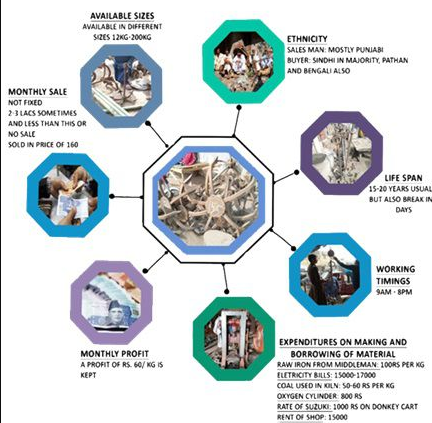 AVAILABLE SIZES
AVAILABLE IN DIFFERENT
SIZES 12KG-200KG
ETHNICITY
SALES MAN: MOSTLY PUNJABI
BUYER: SINDHI IN MAJORITY, PATHAN
AND BENGALI ALSO
MONTHLY SALE
NOT FIXED
2-3 LACS SOMETIMES
AND LESS THAN THIS OR
NO SALE
SOLD IN PRICE OF 160
LIFE SPAN
15-20 YEARS USUAL
BUT ALSO BREAK IN
DAYS
WORKING
TIMINGS
9AM - 8PM
MONTHLY PROFIT
A PROFIT OF RS. 60/ KG IS
KEPT
EXPENDITURES ON MAKING AND
BORROWING OF MATERIAL
RAW IRON FROM MIDDLEMAN: 100RS PER KG
ELETRICITY BILLS: 15000-17000
COAL USED IN KILN: 50-60 RS PER KG
OXYGEN CYLINDER: 800 RS
RATE OF SUZUKI: 1000 RS ON DONKEY CART
RENT OF SHOP: 15000